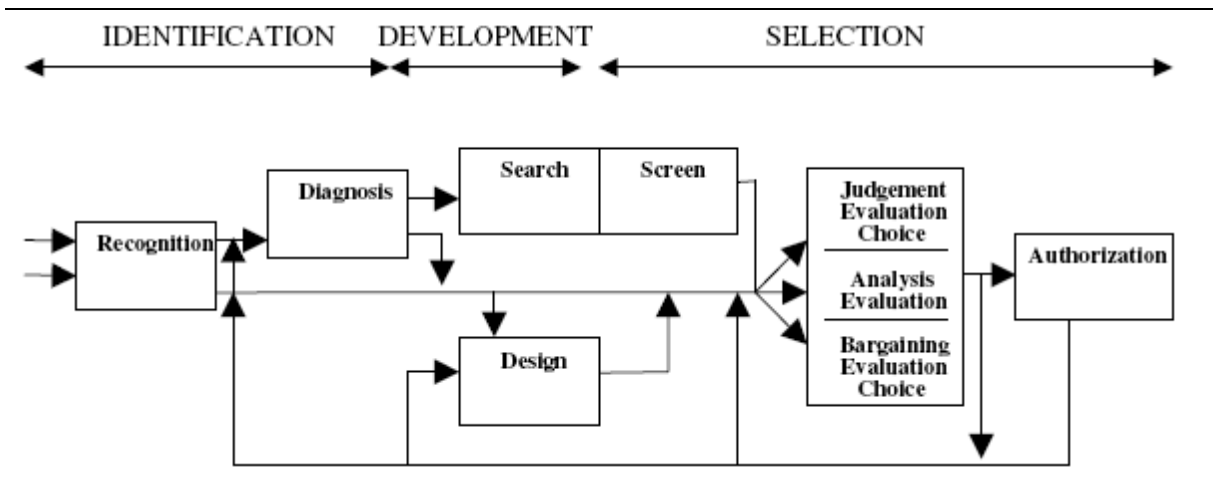 IDENTIFICATION DEVELOPMENT SELECTION
Search Screen
Diagnosis
Judgement
Evaluation
Choice
Recognition
Authorization
Analysis
Evaluation
Design
Bargaining
Evaluation
Choice